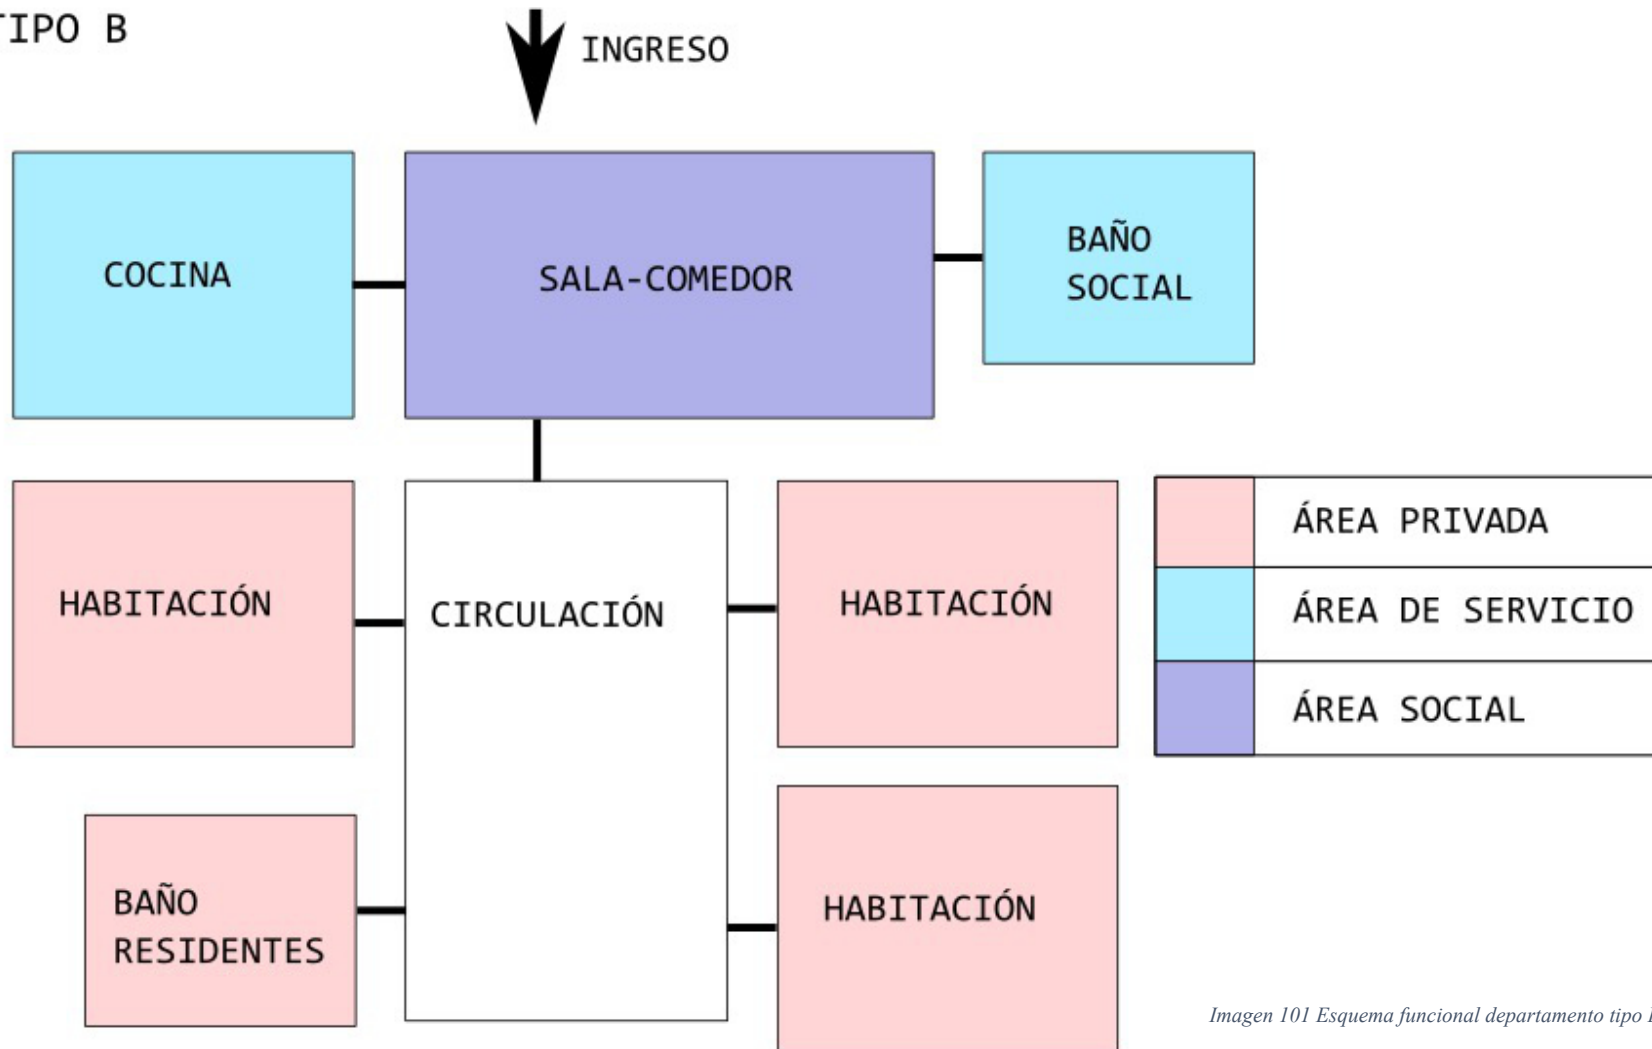 TIPO B
INGRESO
COCINA
SALA-COMEDOR
BAÑO
SOCIAL
HABITACIÓN
CIRCULACIÓN
HABITACIÓN
ÁREA PRIVADA
ÁREA DE SERVICIO
ÁREA SOCIAL
BAÑO
RESIDENTES
HABITACIÓN
Imagen 101 Esquema funcional departamento tipo